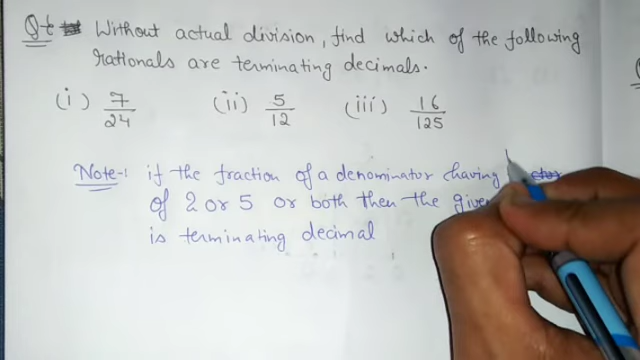 Q1 Without actual division, find which of the following
rationals are terminating decimals.
(i) 7/24 (ii) 5/12 (iii) 16/125
Note:- if the fraction of a denominator having
of 2 or 5 or both then the given
is terminating decimal